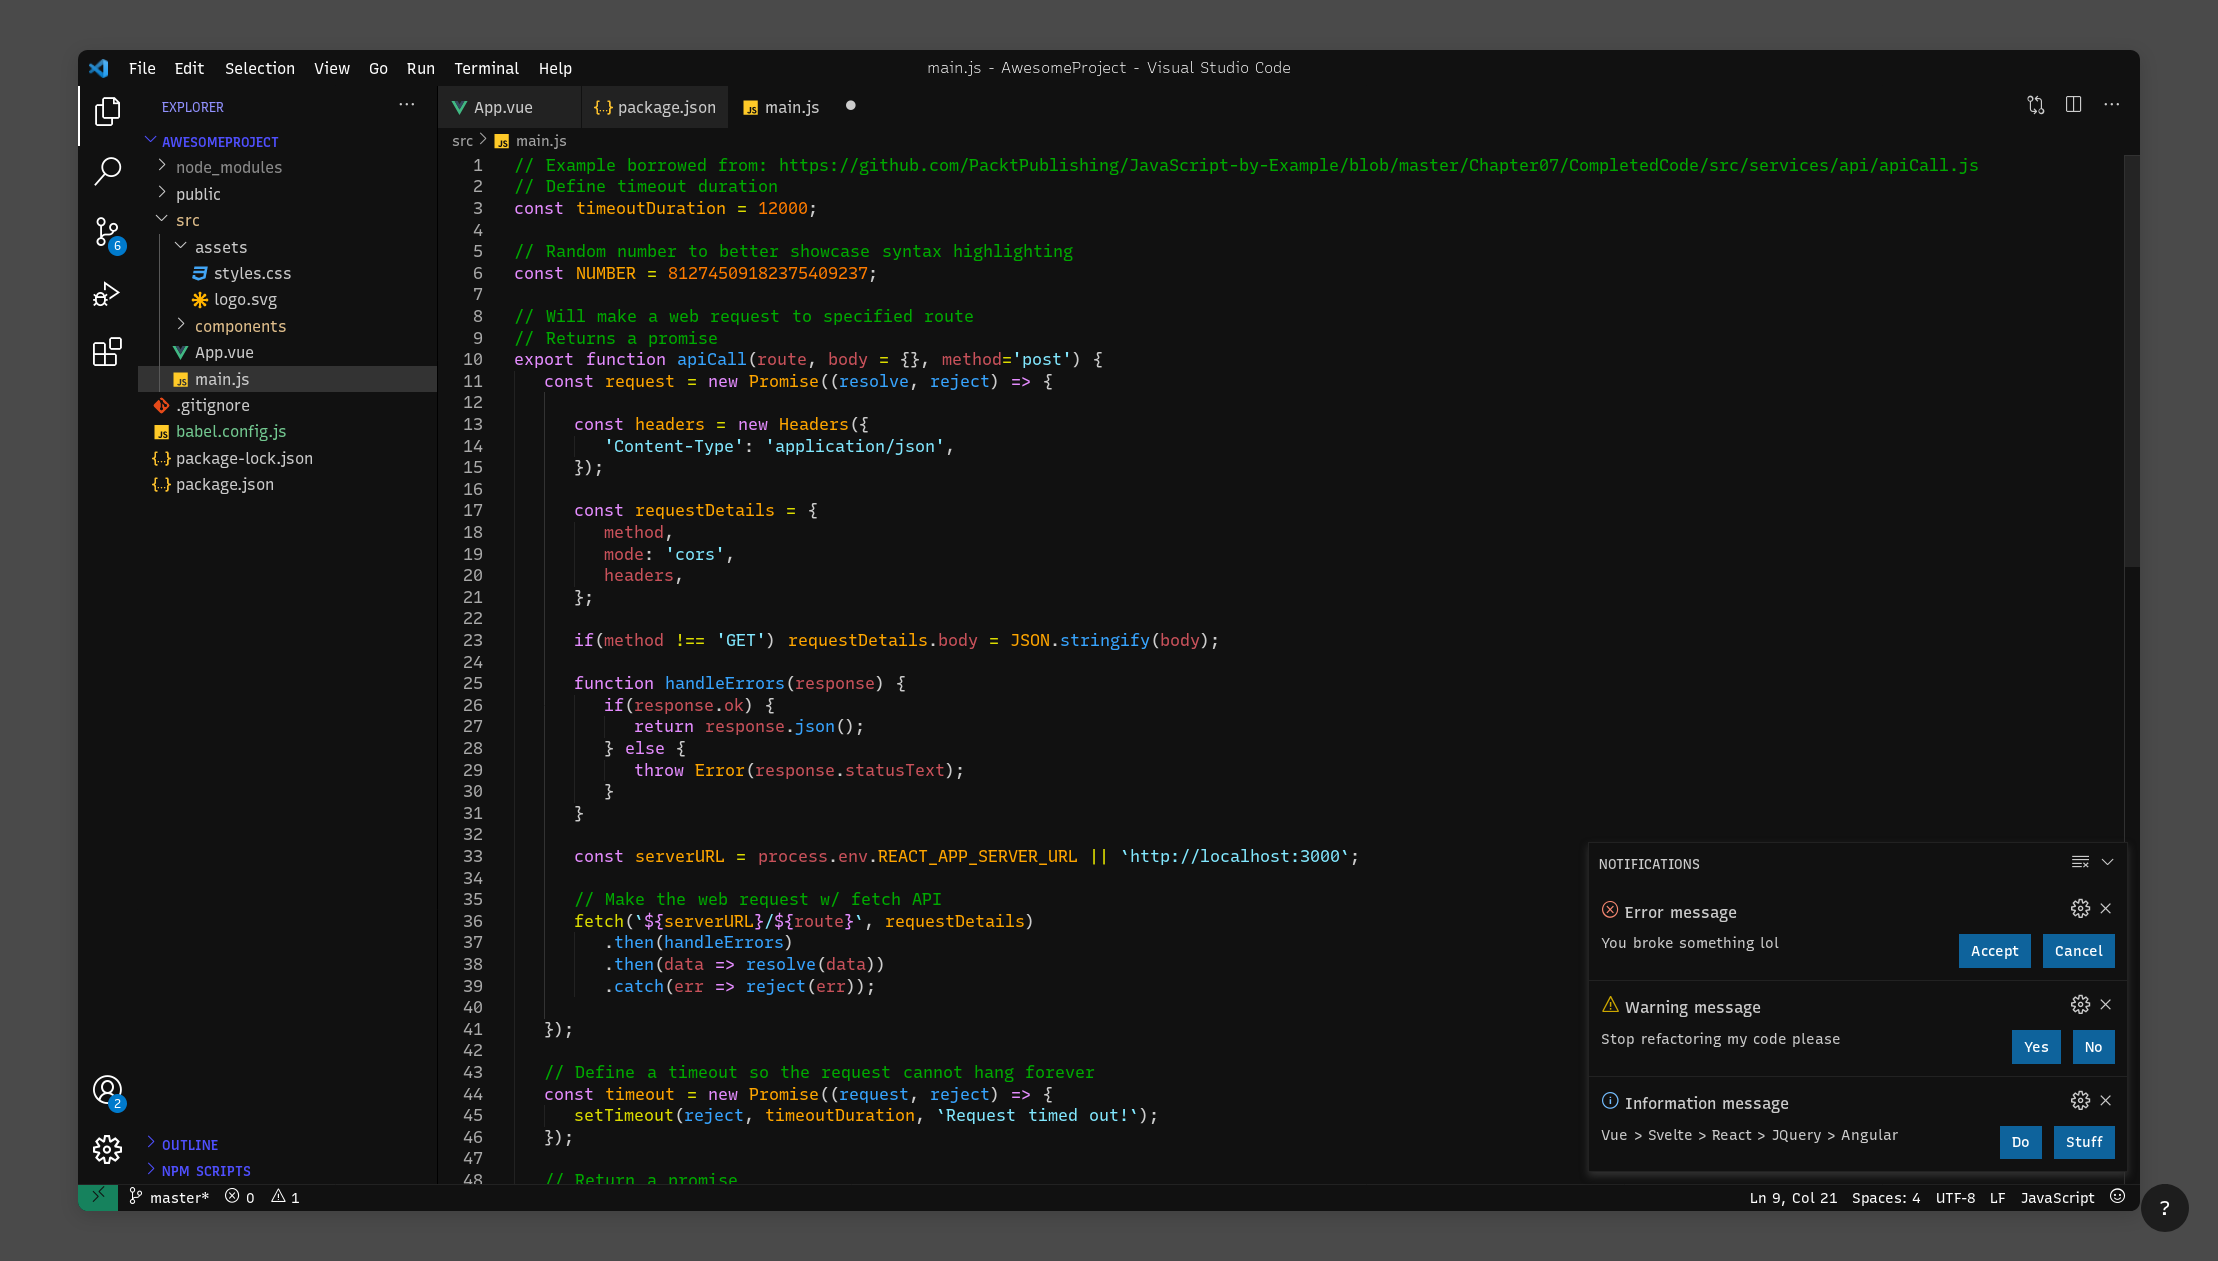 File Edit Selection View Go Run Terminal Help
main.js - AwesomeProject - Visual Studio Code
EXPLORER
AWESOMEPROJECT
node_modules
public
src
assets
styles.css
logo.svg
components
App.vue
main.js
.gitignore
babel.config.js
package-lock.json
package.json
OUTLINE
NPM SCRIPTS
6
2
App.vue
package.json
main.js
src main.js
1 // Example borrowed from: https://github.com/PacktPublishing/JavaScript-by-Example/blob/master/Chapter07/CompletedCode/src/services/api/apiCall.js
2 // Define timeout duration
3 const timeoutDuration = 12000;
4
5 // Random number to better showcase syntax highlighting
6 const NUMBER = 81274509182375409237;
7
8 // Will make a web request to specified route
9 // Returns a promise
10 export function apiCall(route, body = {}, method='post') {
11 const request = new Promise((resolve, reject) => {
12
13 const headers = new Headers({
14 'Content-Type': 'application/json',
15 });
16
17 const requestDetails = {
18 method,
19 mode: 'cors',
20 headers,
21 };
22
23 if(method !== 'GET') requestDetails.body = JSON.stringify(body);
24
25 function handleErrors(response) {
26 if(response.ok) {
27 return response.json();
28 } else {
29 throw Error(response.statusText);
30 }
31 }
32
33 const serverURL = process.env.REACT_APP_SERVER_URL || `http://localhost:3000`;
34
35 // Make the web request w/ fetch API
36 fetch(`${serverURL}/${route}`, requestDetails)
37 .then(handleErrors)
38 .then(data => resolve(data))
39 .catch(err => reject(err));
40
41 });
42
43 // Define a timeout so the request cannot hang forever
44 const timeout = new Promise((request, reject) => {
45 setTimeout(reject, timeoutDuration, `Request timed out!`);
46 });
47
48 // Return a promise
NOTIFICATIONS
Error message
You broke something lol
Accept Cancel
Warning message
Stop refactoring my code please
Yes No
Information message
Vue > Svelte > React > JQuery > Angular
Do Stuff
master* 0 1
Ln 9, Col 21 Spaces: 4 UTF-8 LF JavaScript
?